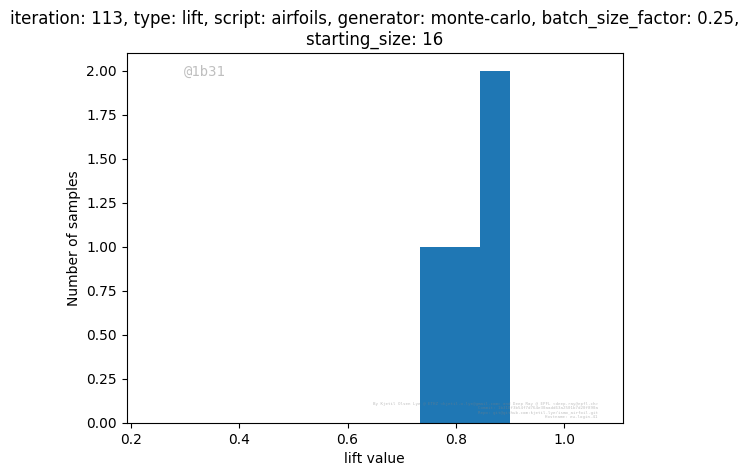 iteration: 113, type: lift, script: airfoils, generator: monte-carlo, batch_size_factor: 0.25,
starting_size: 16
@1b31
2.00
1.75
1.50
1.25
1.00
0.75
0.50
0.25
0.00
Number of samples
0.2 0.4 0.6 0.8 1.0
lift value